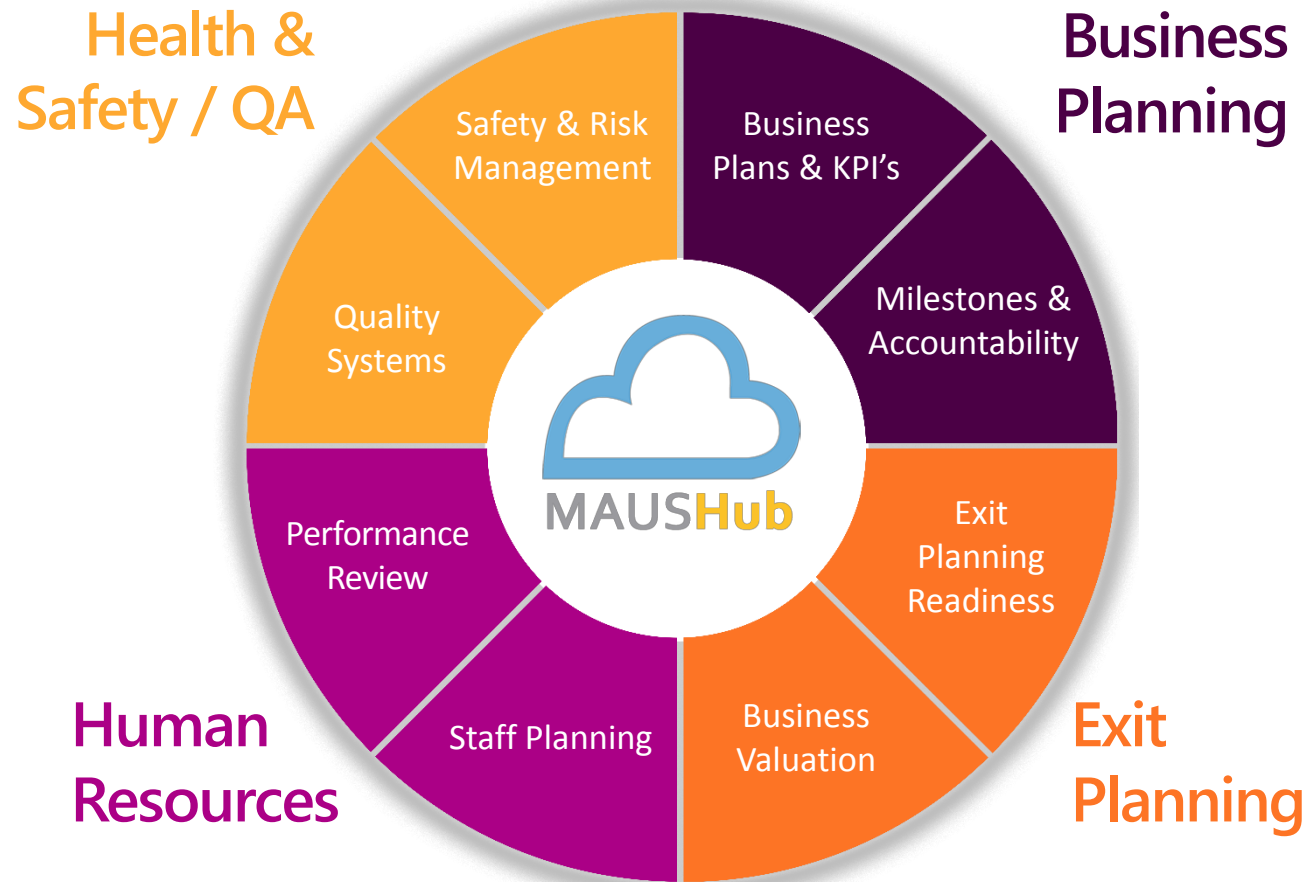 Health &
Safety / QA
Business
Planning
Safety & Risk
Management
Business
Plans & KPI's
Quality
Systems
Milestones &
Accountability
MAUSHub
Performance
Review
Exit
Planning
Readiness
Staff Planning
Business
Valuation
Human
Resources
Exit
Planning